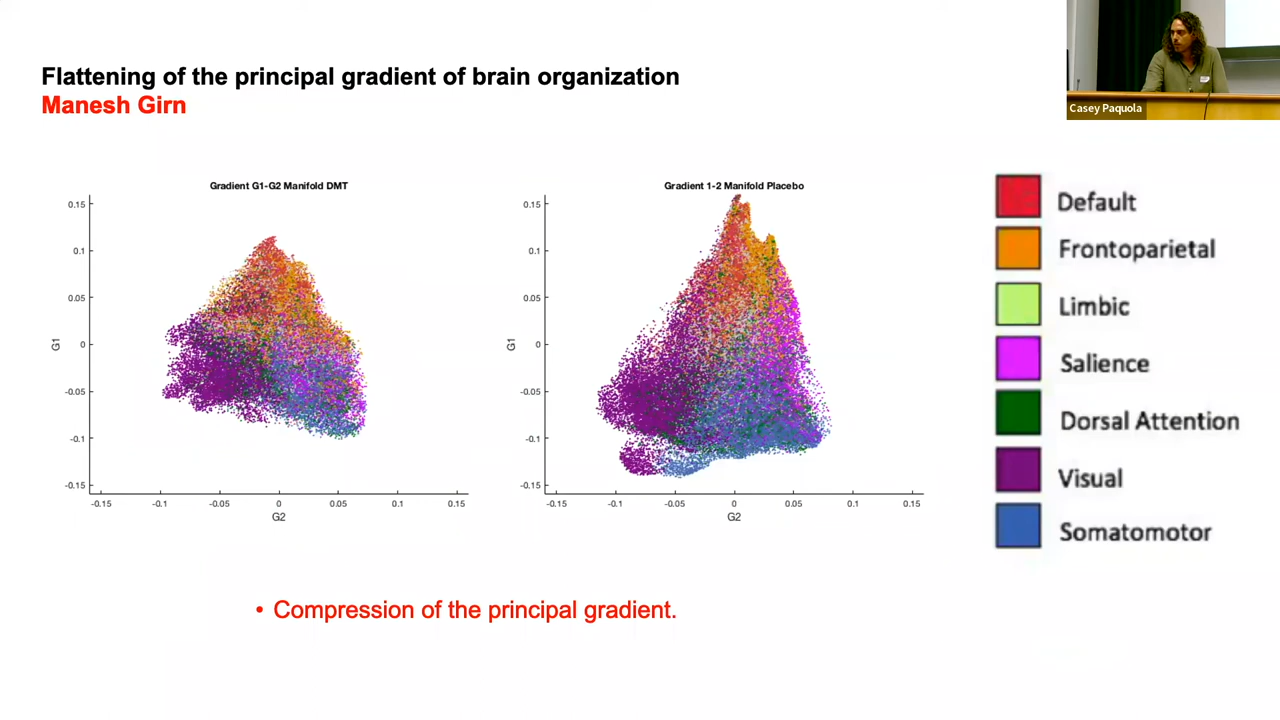 Flattening of the principal gradient of brain organization
Manesh Girn
Casey Paquola
Gradient G1-G2 Manifold DMT
0.15
0.1
0.05
0
-0.05
-0.1
-0.15
G1
-0.15
-0.1
-0.05
0
0.05
0.1
0.15
G2
Gradient 1-2 Manifold Placebo
0.15
0.1
0.05
0
-0.05
-0.1
-0.15
G1
-0.15
-0.1
-0.05
0
0.05
0.1
0.15
G2
Default
Frontoparietal
Limbic
Salience
Dorsal Attention
Visual
Somatomotor
• Compression of the principal gradient.